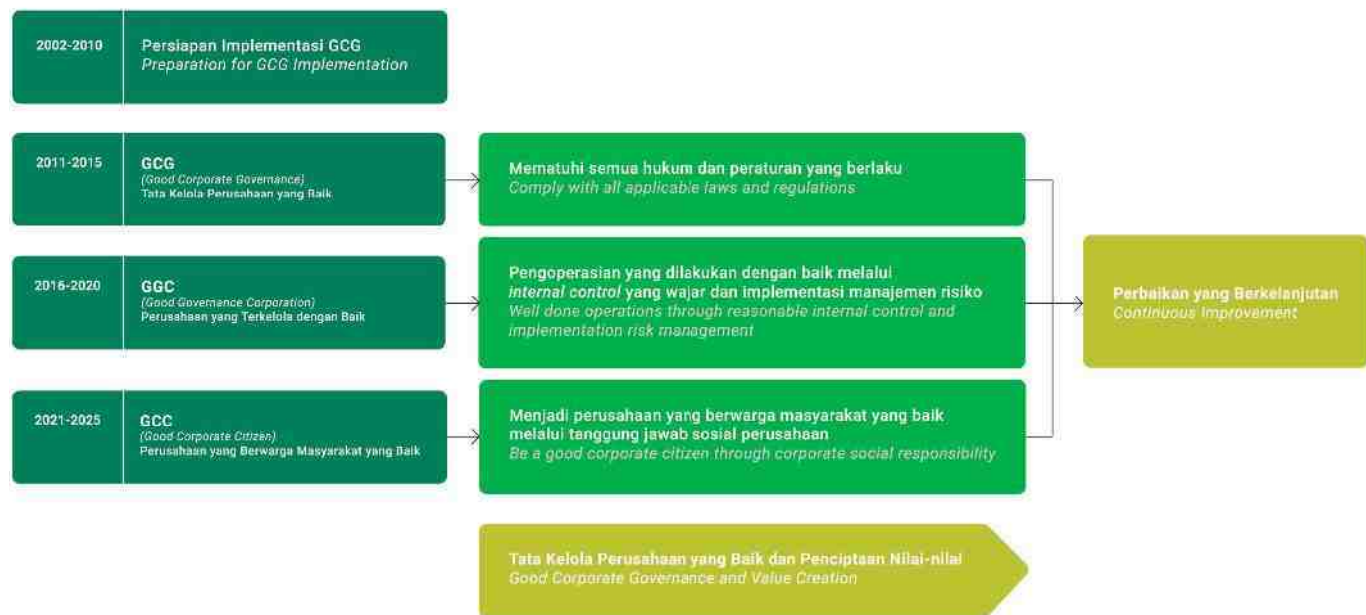 2002-2010
Persiapan Implementasi GCG
Preparation for GCG Implementation
2011-2015
GCG
(Good Corporate Governance)
Tata Kelola Perusahaan yang Baik
Mematuhi semua hukum dan peraturan yang berlaku
Comply with all applicable laws and regulations
2016-2020
GGC
(Good Governance Corporation)
Perusahaan yang Terkelola dengan Baik
Pengoperasian yang dilakukan dengan baik melalui
internal control yang wajar dan implementasi manajemen risiko
Well done operations through reasonable internal control and
implementation risk management
Perbaikan yang Berkelanjutan
Continuous Improvement
2021-2025
GCC
(Good Corporate Citizen)
Perusahaan yang Berwarga Masyarakat yang Baik
Menjadi perusahaan yang berwarga masyarakat yang baik
melalui tanggung jawab sosial perusahaan
Be a good corporate citizen through corporate social responsibility
Tata Kelola Perusahaan yang Baik dan Penciptaan Nilai-nilai
Good Corporate Governance and Value Creation